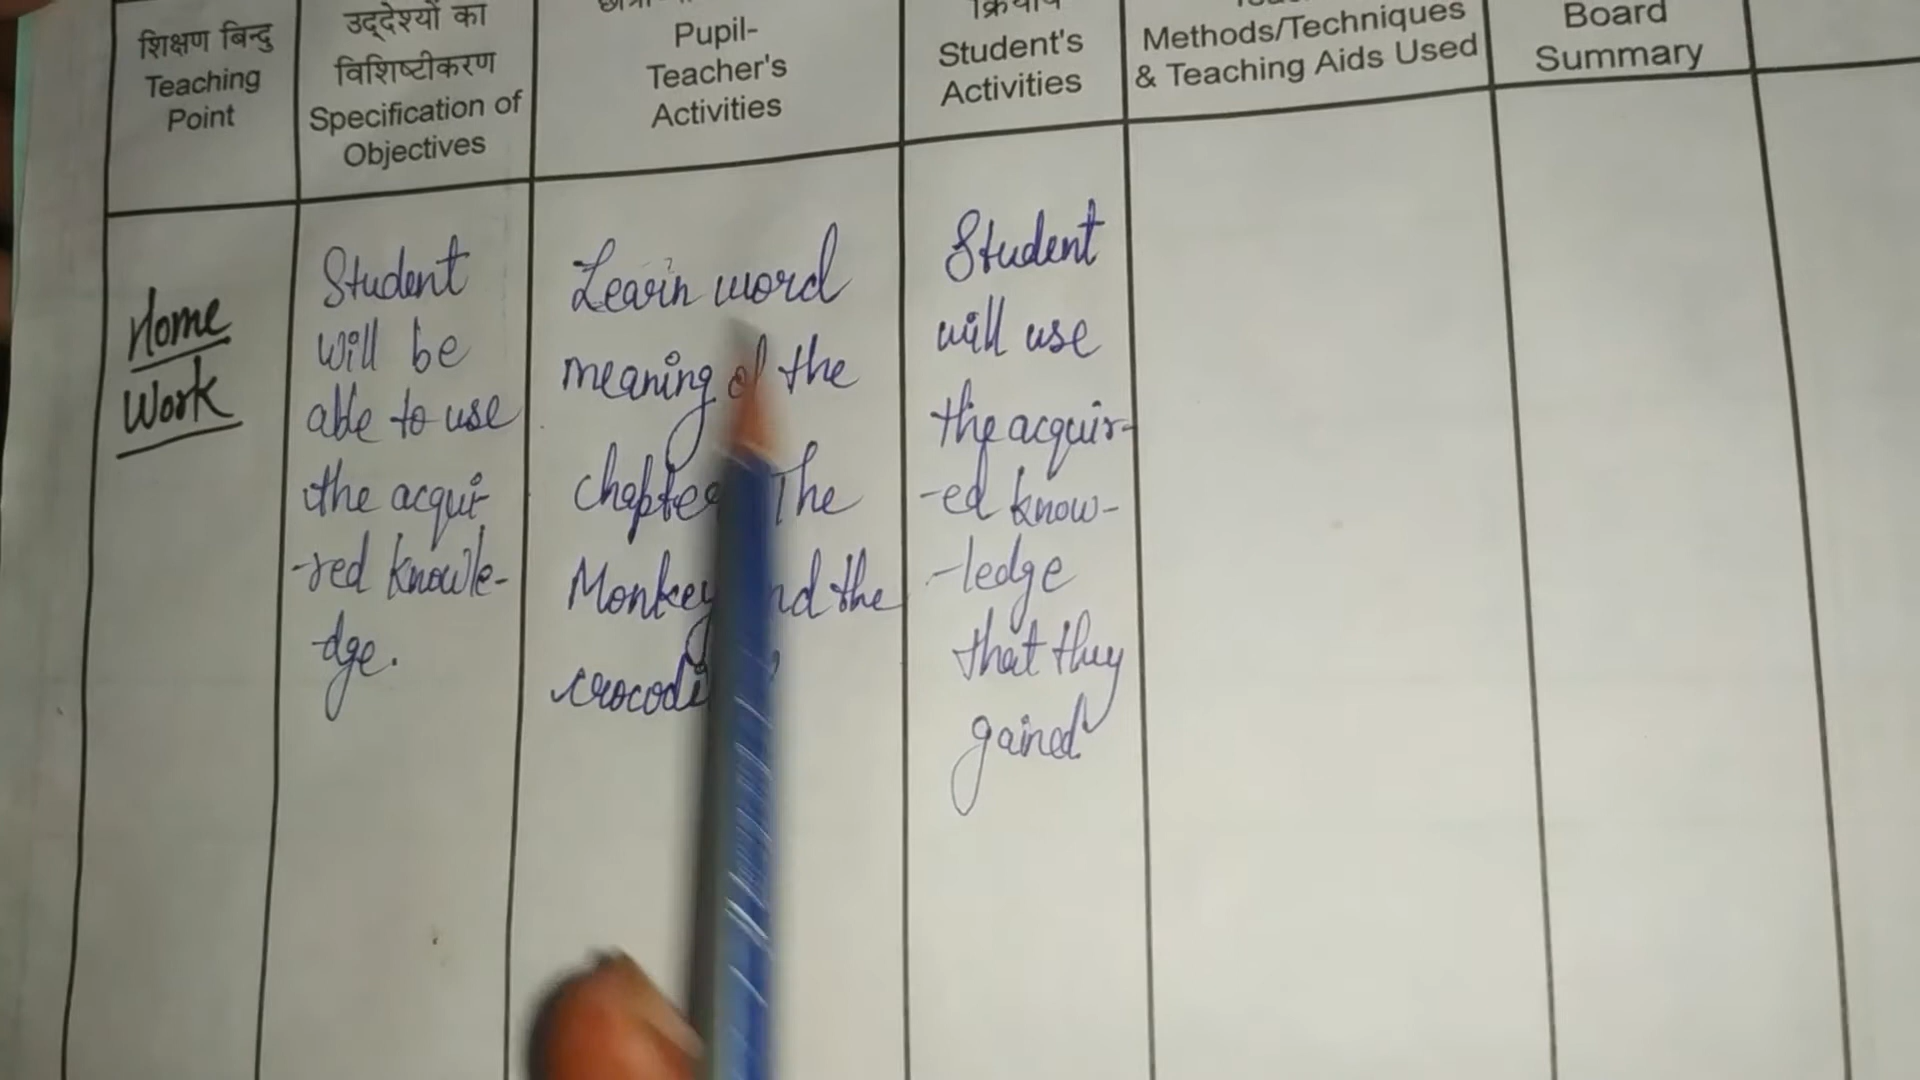 शिक्षण बिन्दु
Teaching
Point
उद्देश्यों का
विशिष्टीकरण
Specification of
Objectives
Pupil-
Teacher's
Activities
Student's
Activities
Methods/Techniques
& Teaching Aids Used
Board
Summary
Home
Work
Student
will be
able to use
the acqui-
-red knowle-
dge.
Learn word
meaning of the
The
Monkey the
Student
will use
the acquir-
-ed know-
-ledge
that they
gained